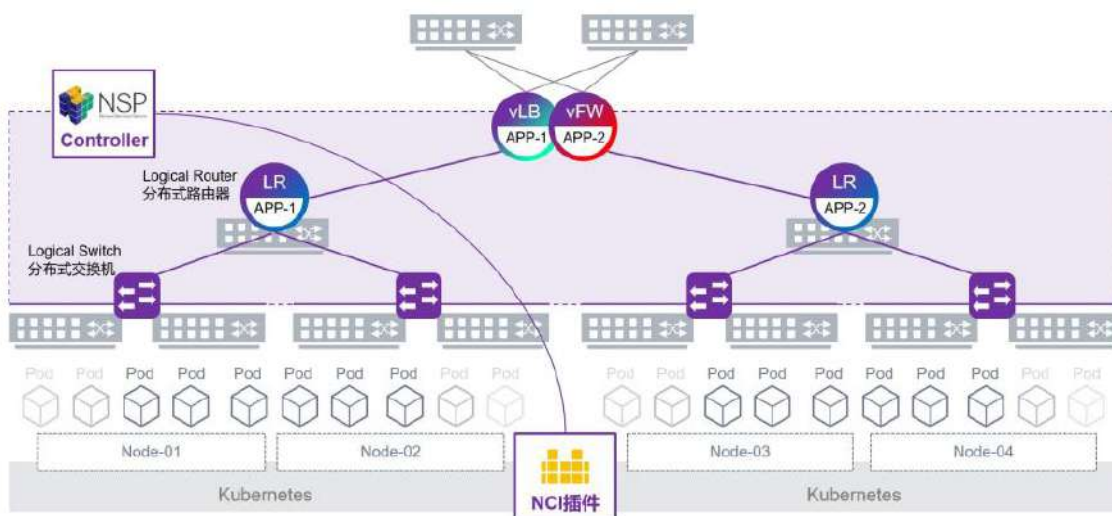 vLB
vFW
APP-1
APP-2
NSP
Controller
Logical Router
分布式路由器
LR
APP-1
LR
APP-2
Logical Switch
分布式交换机
Pod Pod Pod Pod Pod Pod Pod Pod Pod Pod
Pod Pod Pod Pod Pod Pod Pod Pod Pod Pod
Node-01
Node-02
Node-03
Node-04
Kubernetes
NCI插件
Kubernetes